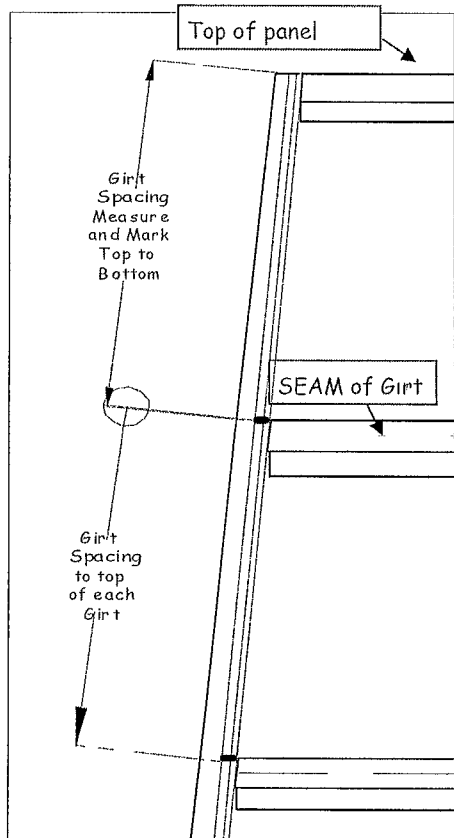 Top of panel
Girt
Spacing
Measure
and Mark
Top to
Bottom
SEAM of Girt
Girt
Spacing
to top
of each
Girt